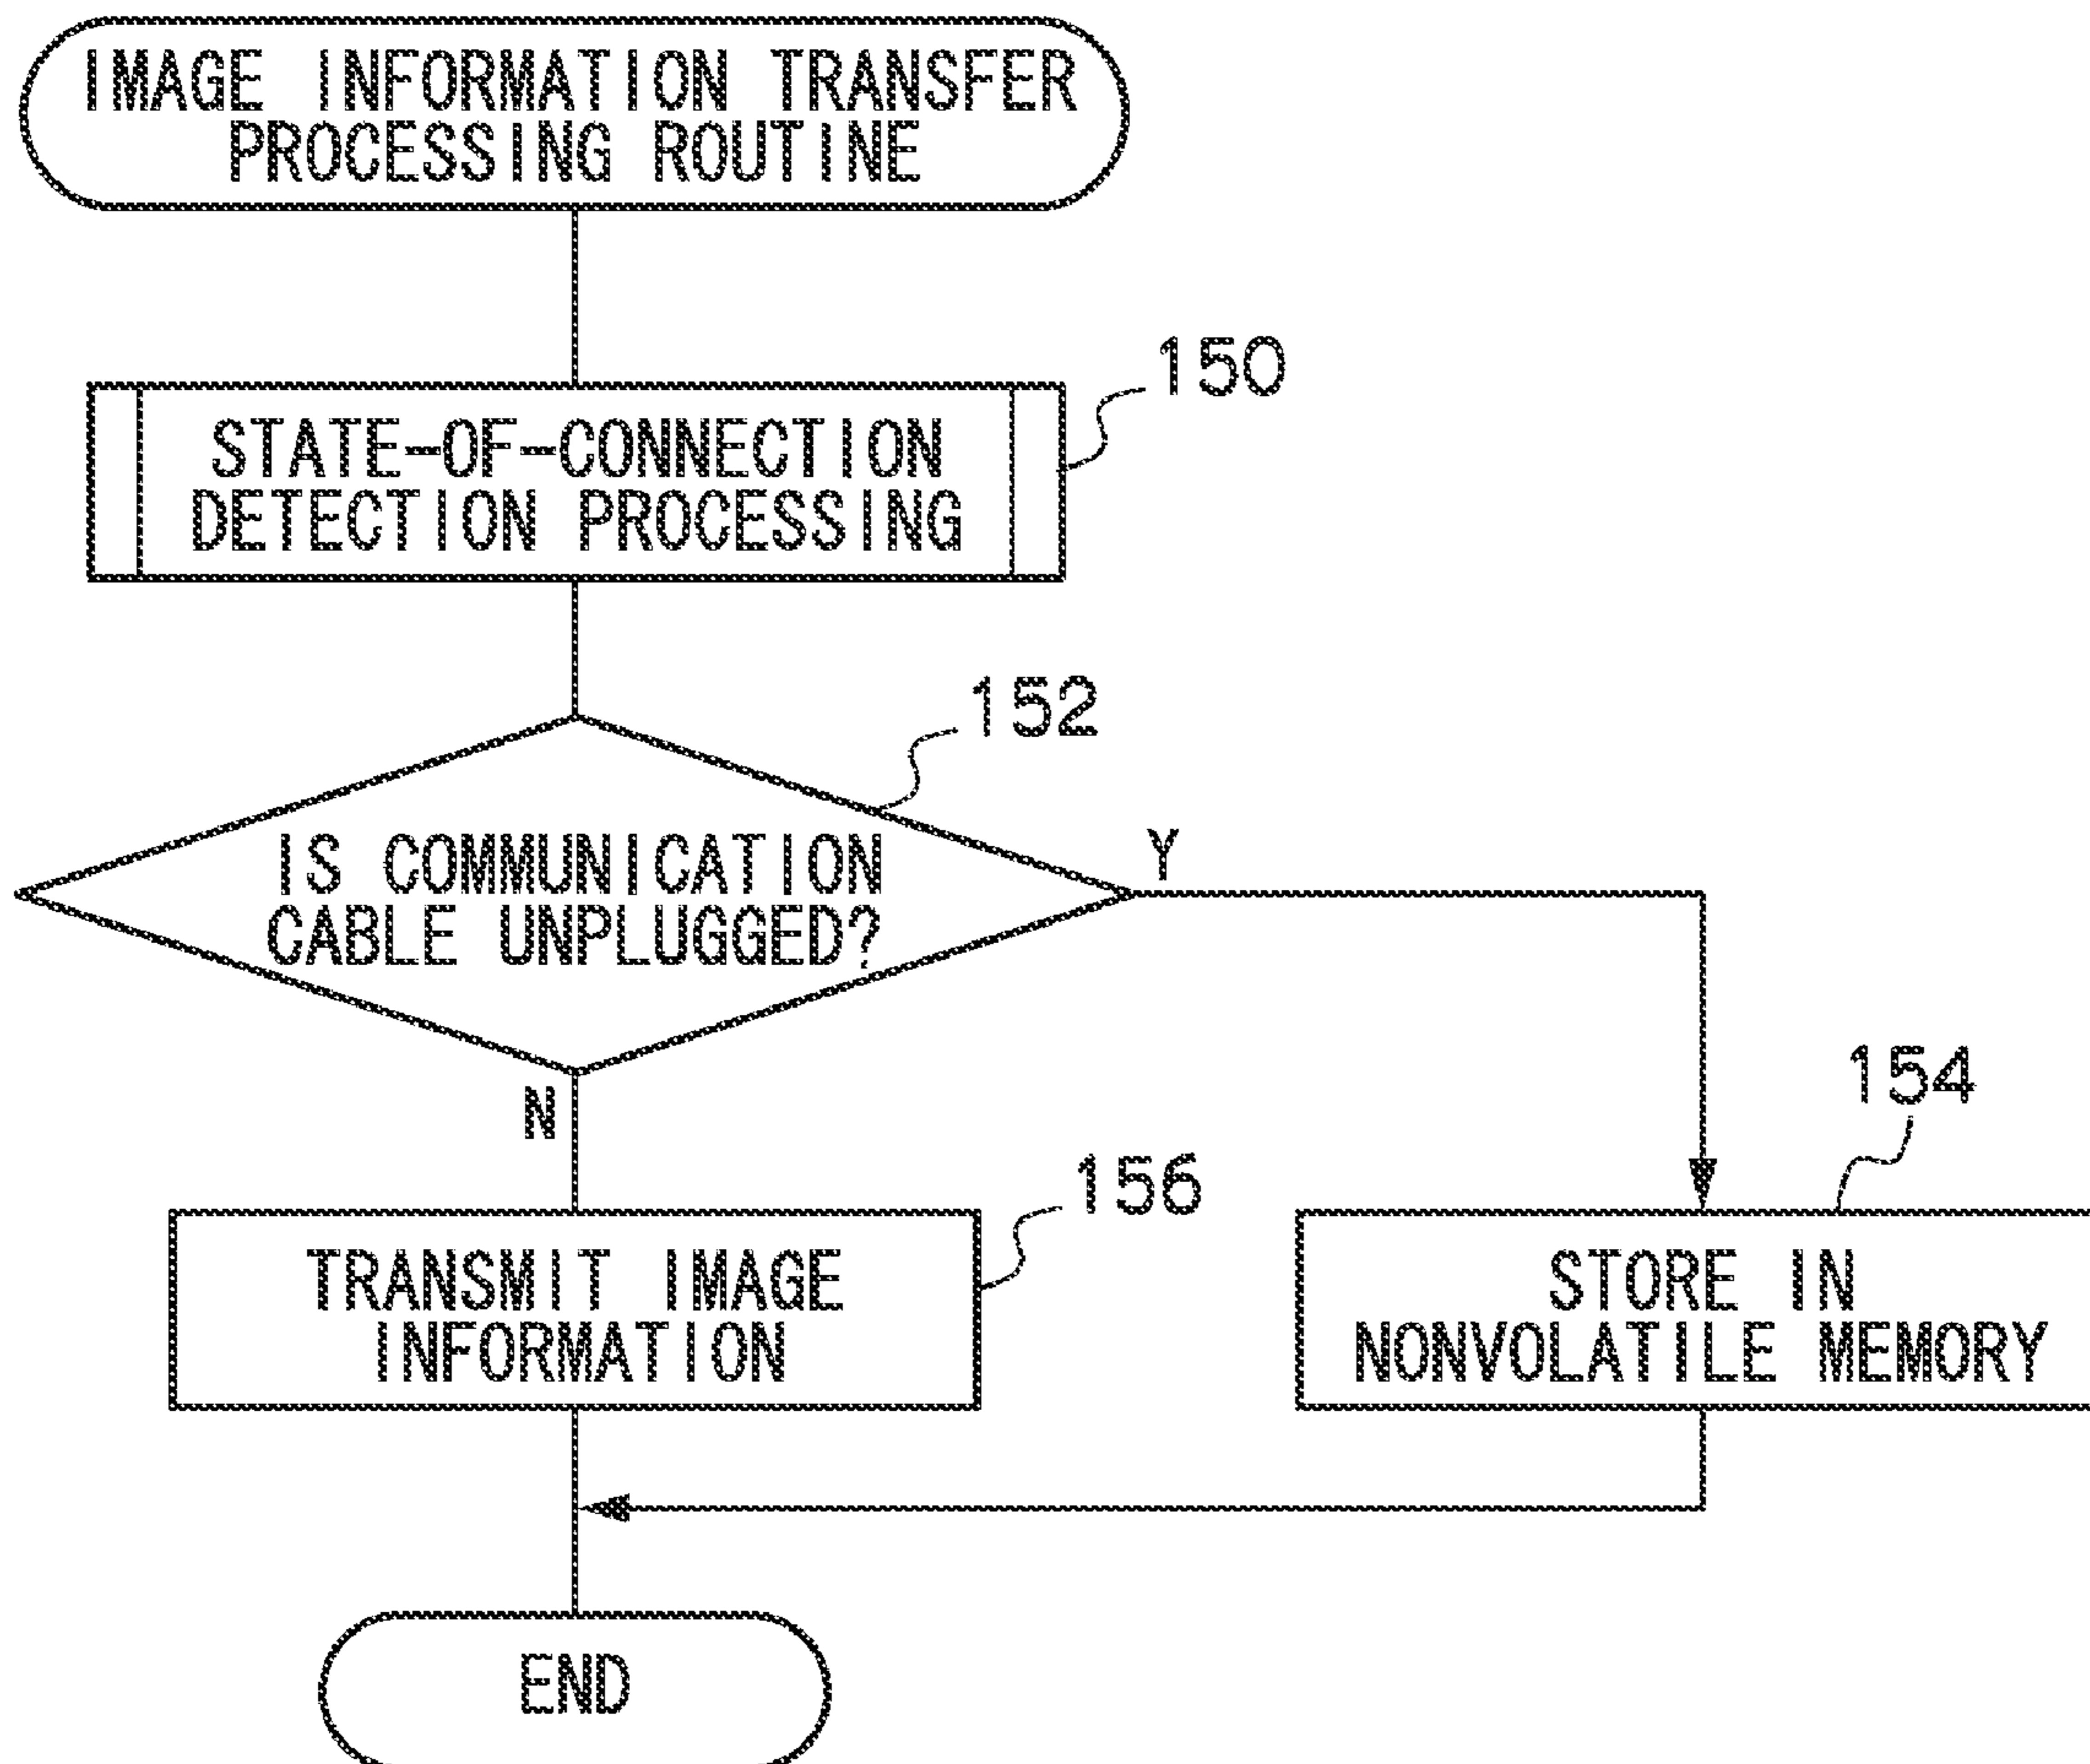 IMAGE INFORMATION TRANSFER
PROCESSING ROUTINE
150
STATE-OF-CONNECTION
DETECTION PROCESSING
152
IS COMMUNICATION
CABLE UNPLUGGED?
Y
N
154
156
TRANSMIT IMAGE
INFORMATION
STORE IN
NONVOLATILE MEMORY
END